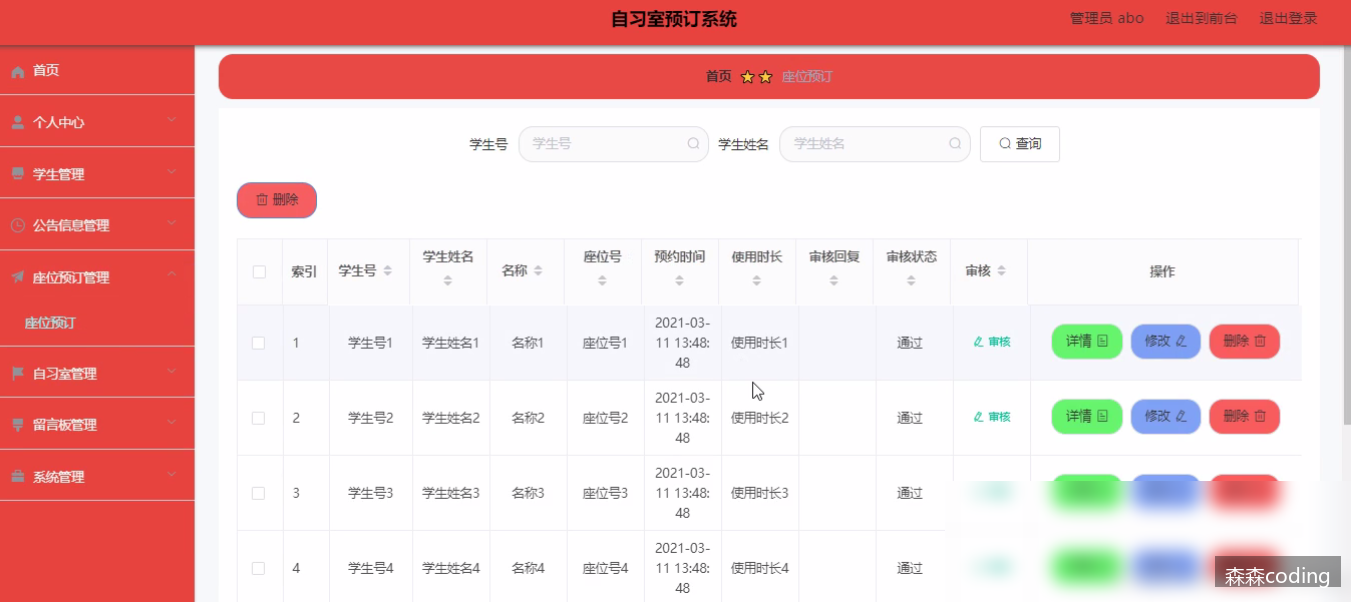 自习室预订系统
管理员 abo 退出到前台 退出登录
首页
个人中心
学生管理
公告信息管理
座位预订管理
座位预订
自习室管理
留言板管理
系统管理
首页 座位预订
学生号 学生号 学生姓名 学生姓名 查询
删除
索引 学生号 学生姓名 名称 座位号 预约时间 使用时长 审核回复 审核状态 审核 操作
1 学生号1 学生姓名1 名称1 座位号1 2021-03-11 13:48:48 使用时长1 通过 审核 详情 修改 删除
2 学生号2 学生姓名2 名称2 座位号2 2021-03-11 13:48:48 使用时长2 通过 审核 详情 修改 删除
3 学生号3 学生姓名3 名称3 座位号3 2021-03-11 13:48:48 使用时长3 通过
4 学生号4 学生姓名4 名称4 座位号4 2021-03-11 13:48:48 使用时长4 通过
森森coding